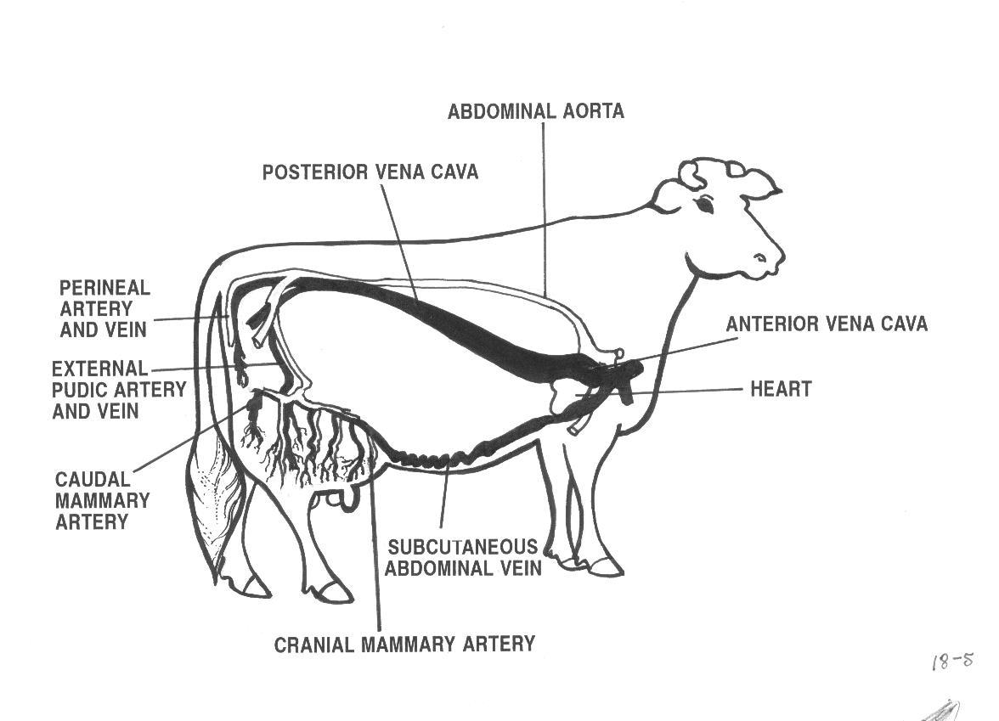 ABDOMINAL AORTA
POSTERIOR VENA CAVA
PERINEAL
ARTERY
AND VEIN
ANTERIOR VENA CAVA
EXTERNAL
PUDIC ARTERY
AND VEIN
HEART
CAUDAL
MAMMARY
ARTERY
SUBCUTANEOUS
ABDOMINAL VEIN
CRANIAL MAMMARY ARTERY
18-5